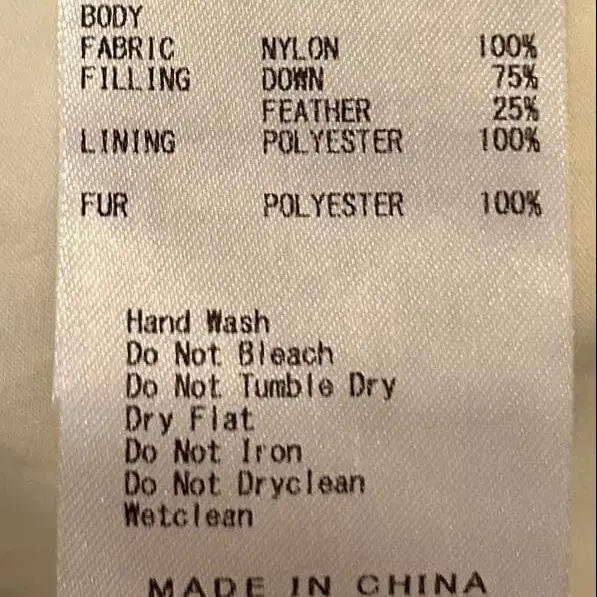 BODY
FABRIC NYLON 100%
FILLING DOWN 75%
FEATHER 25%
LINING POLYESTER 100%
FUR POLYESTER 100%
Hand Wash
Do Not Bleach
Do Not Tumble Dry
Dry Flat
Do Not Iron
Do Not Dryclean
Wetclean
MADE IN CHINA